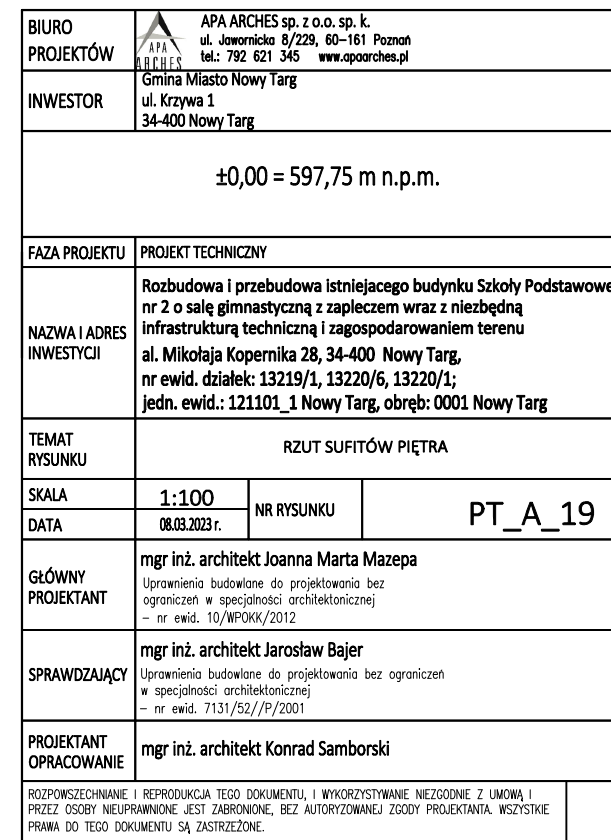 BIURO
PROJEKTÓW
APA
ARCHES
APA ARCHES sp. z o.o. sp. k.
ul. Jawornicka 8/229, 60-161 Poznań
tel.: 792 621 345 www.apaarches.pl
INWESTOR
Gmina Miasto Nowy Targ
ul. Krzywa 1
34-400 Nowy Targ
±0,00 = 597,75 m n.p.m.
FAZA PROJEKTU PROJEKT TECHNICZNY
NAZWA I ADRES
INWESTYCJI
Rozbudowa i przebudowa istniejacego budynku Szkoły Podstawowe
nr 2 o salę gimnastyczną z zapleczem wraz z niezbędną
infrastrukturą techniczną i zagospodarowaniem terenu
al. Mikołaja Kopernika 28, 34-400 Nowy Targ,
nr ewid. działek: 13219/1, 13220/6, 13220/1;
jedn. ewid.: 121101_1 Nowy Targ, obręb: 0001 Nowy Targ
TEMAT
RYSUNKU
RZUT SUFITÓW PIĘTRA
SKALA 1:100
DATA 08.03.2023 r.
NR RYSUNKU PT_A_19
GŁÓWNY
PROJEKTANT
mgr inż. architekt Joanna Marta Mazepa
Uprawnienia budowlane do projektowania bez
ograniczeń w specjalności architektonicznej
– nr ewid. 10/WPOKK/2012
SPRAWDZAJĄCY
mgr inż. architekt Jarosław Bajer
Uprawnienia budowlane do projektowania bez ograniczeń
w specjalności architektonicznej
– nr ewid. 7131/52//P/2001
PROJEKTANT
OPRACOWANIE
mgr inż. architekt Konrad Samborski
ROZPOWSZECHNIANIE I REPRODUKCJA TEGO DOKUMENTU, I WYKORZYSTYWANIE NIEZGODNIE Z UMOWĄ I
PRZEZ OSOBY NIEUPRAWNIONE JEST ZABRONIONE, BEZ AUTORYZOWANEJ ZGODY PROJEKTANTA. WSZYSTKIE
PRAWA DO TEGO DOKUMENTU SĄ ZASTRZEŻONE.